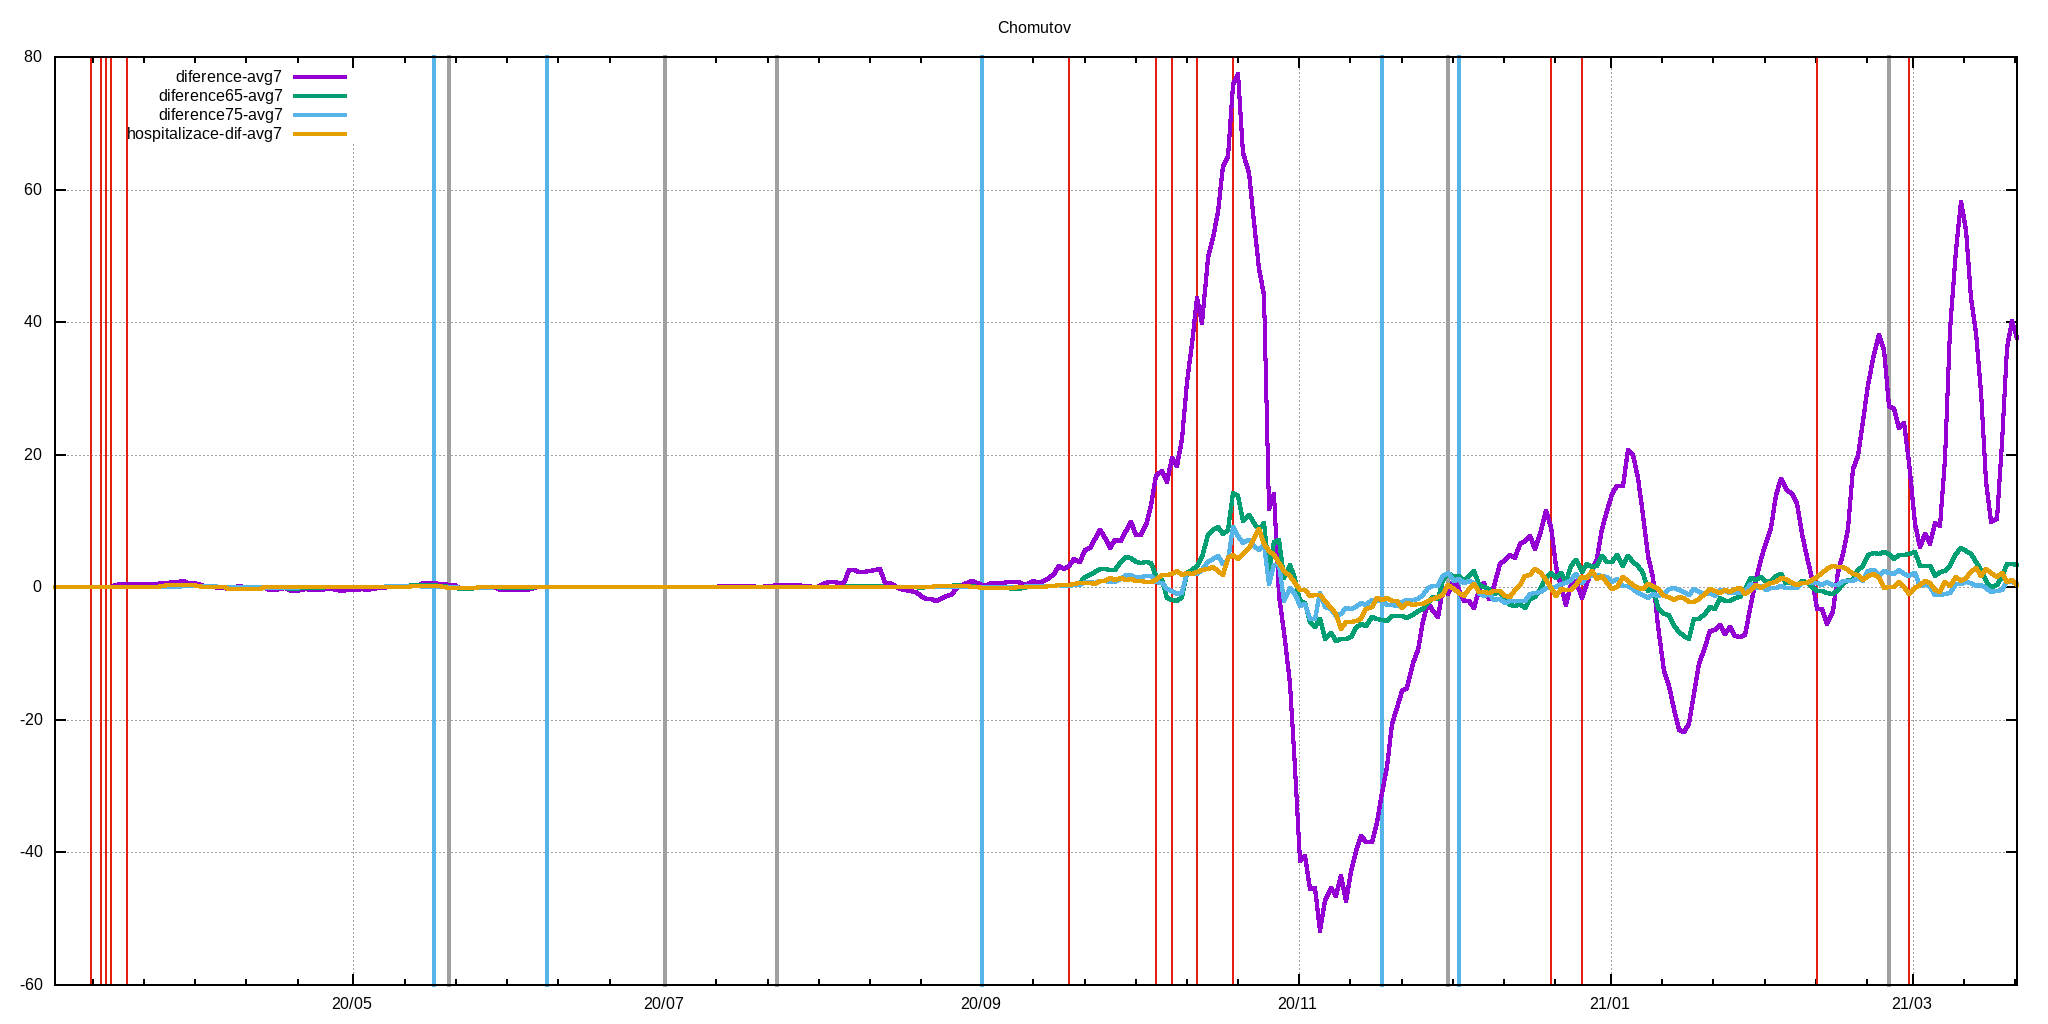 Chomutov
diference-avg7
diference65-avg7
diference75-avg7
hospitalizace-dif-avg7
80
60
40
20
0
-20
-40
-60
20/05 20/07 20/09 20/11 21/01 21/03